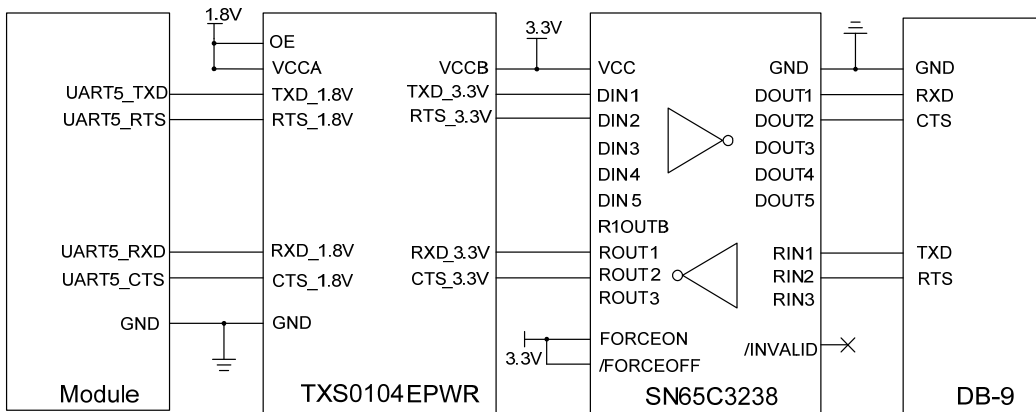 1.8V
OE
VCCA
UART5_TXD
TXD_1.8V
UART5_RTS
RTS_1.8V
UART5_RXD
RXD_1.8V
UART5_CTS
CTS_1.8V
GND
GND
Module
3.3V
VCCB
TXD_3.3V
RTS_3.3V
RXD_3.3V
CTS_3.3V
TXS0104EPWR
VCC
DIN1
DIN2
DIN3
DIN4
DIN5
R1OUTB
ROUT1
ROUT2
ROUT3
FORCEON
3.3V
/FORCEOFF
GND
DOUT1
DOUT2
DOUT3
DOUT4
DOUT5
RIN1
RIN2
RIN3
/INVALID
SN65C3238
GND
RXD
CTS
TXD
RTS
DB-9